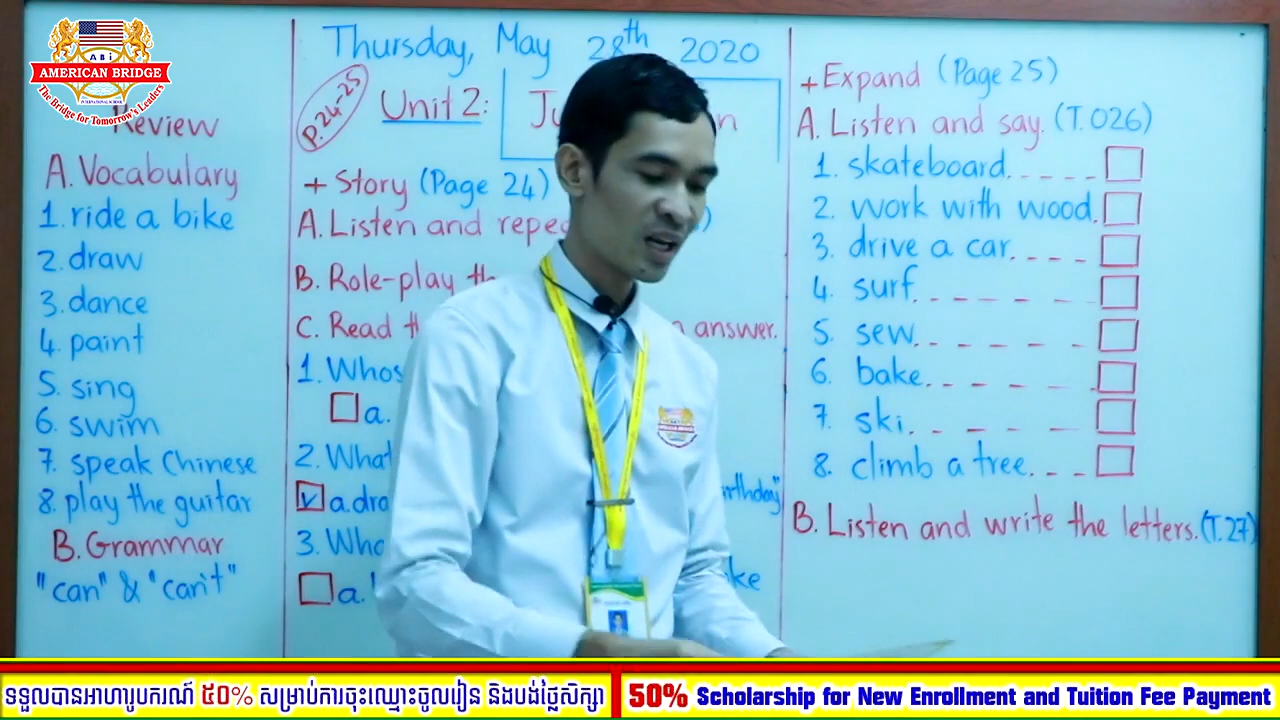 ABi
AMERICAN BRIDGE
INTERNATIONAL SCHOOL
The Bridge for Tomorrow's Leaders
Review
A. Vocabulary
1. ride a bike
2. draw
3. dance
4. paint
5. sing
6. swim
7. speak Chinese
8. play the guitar
B. Grammar
"can" & "can't"
Thursday, May 28th 2020
P.24-25
Unit 2:
+ Story (Page 24)
A. Listen and
B. Role-play
C. Read answer.
1.
a.
2. What
v a.
3.
a.
+ Expand (Page 25)
A. Listen and say. (T.026)
1. skateboard. - - - - -
2. work with wood.
3. drive a car. - - - -
4. surf. - - - - -
5. sew. - - - - -
6. bake. - - - - -
7. ski. - - - - -
8. climb a tree. - - -
B. Listen and write the letters. (T.27)
ទទួលបានអាហារូបករណ៍ ៥០% សម្រាប់ការចុះឈ្មោះចូលរៀន និងបង់ថ្លៃសិក្សា
50% Scholarship for New Enrollment and Tuition Fee Payment